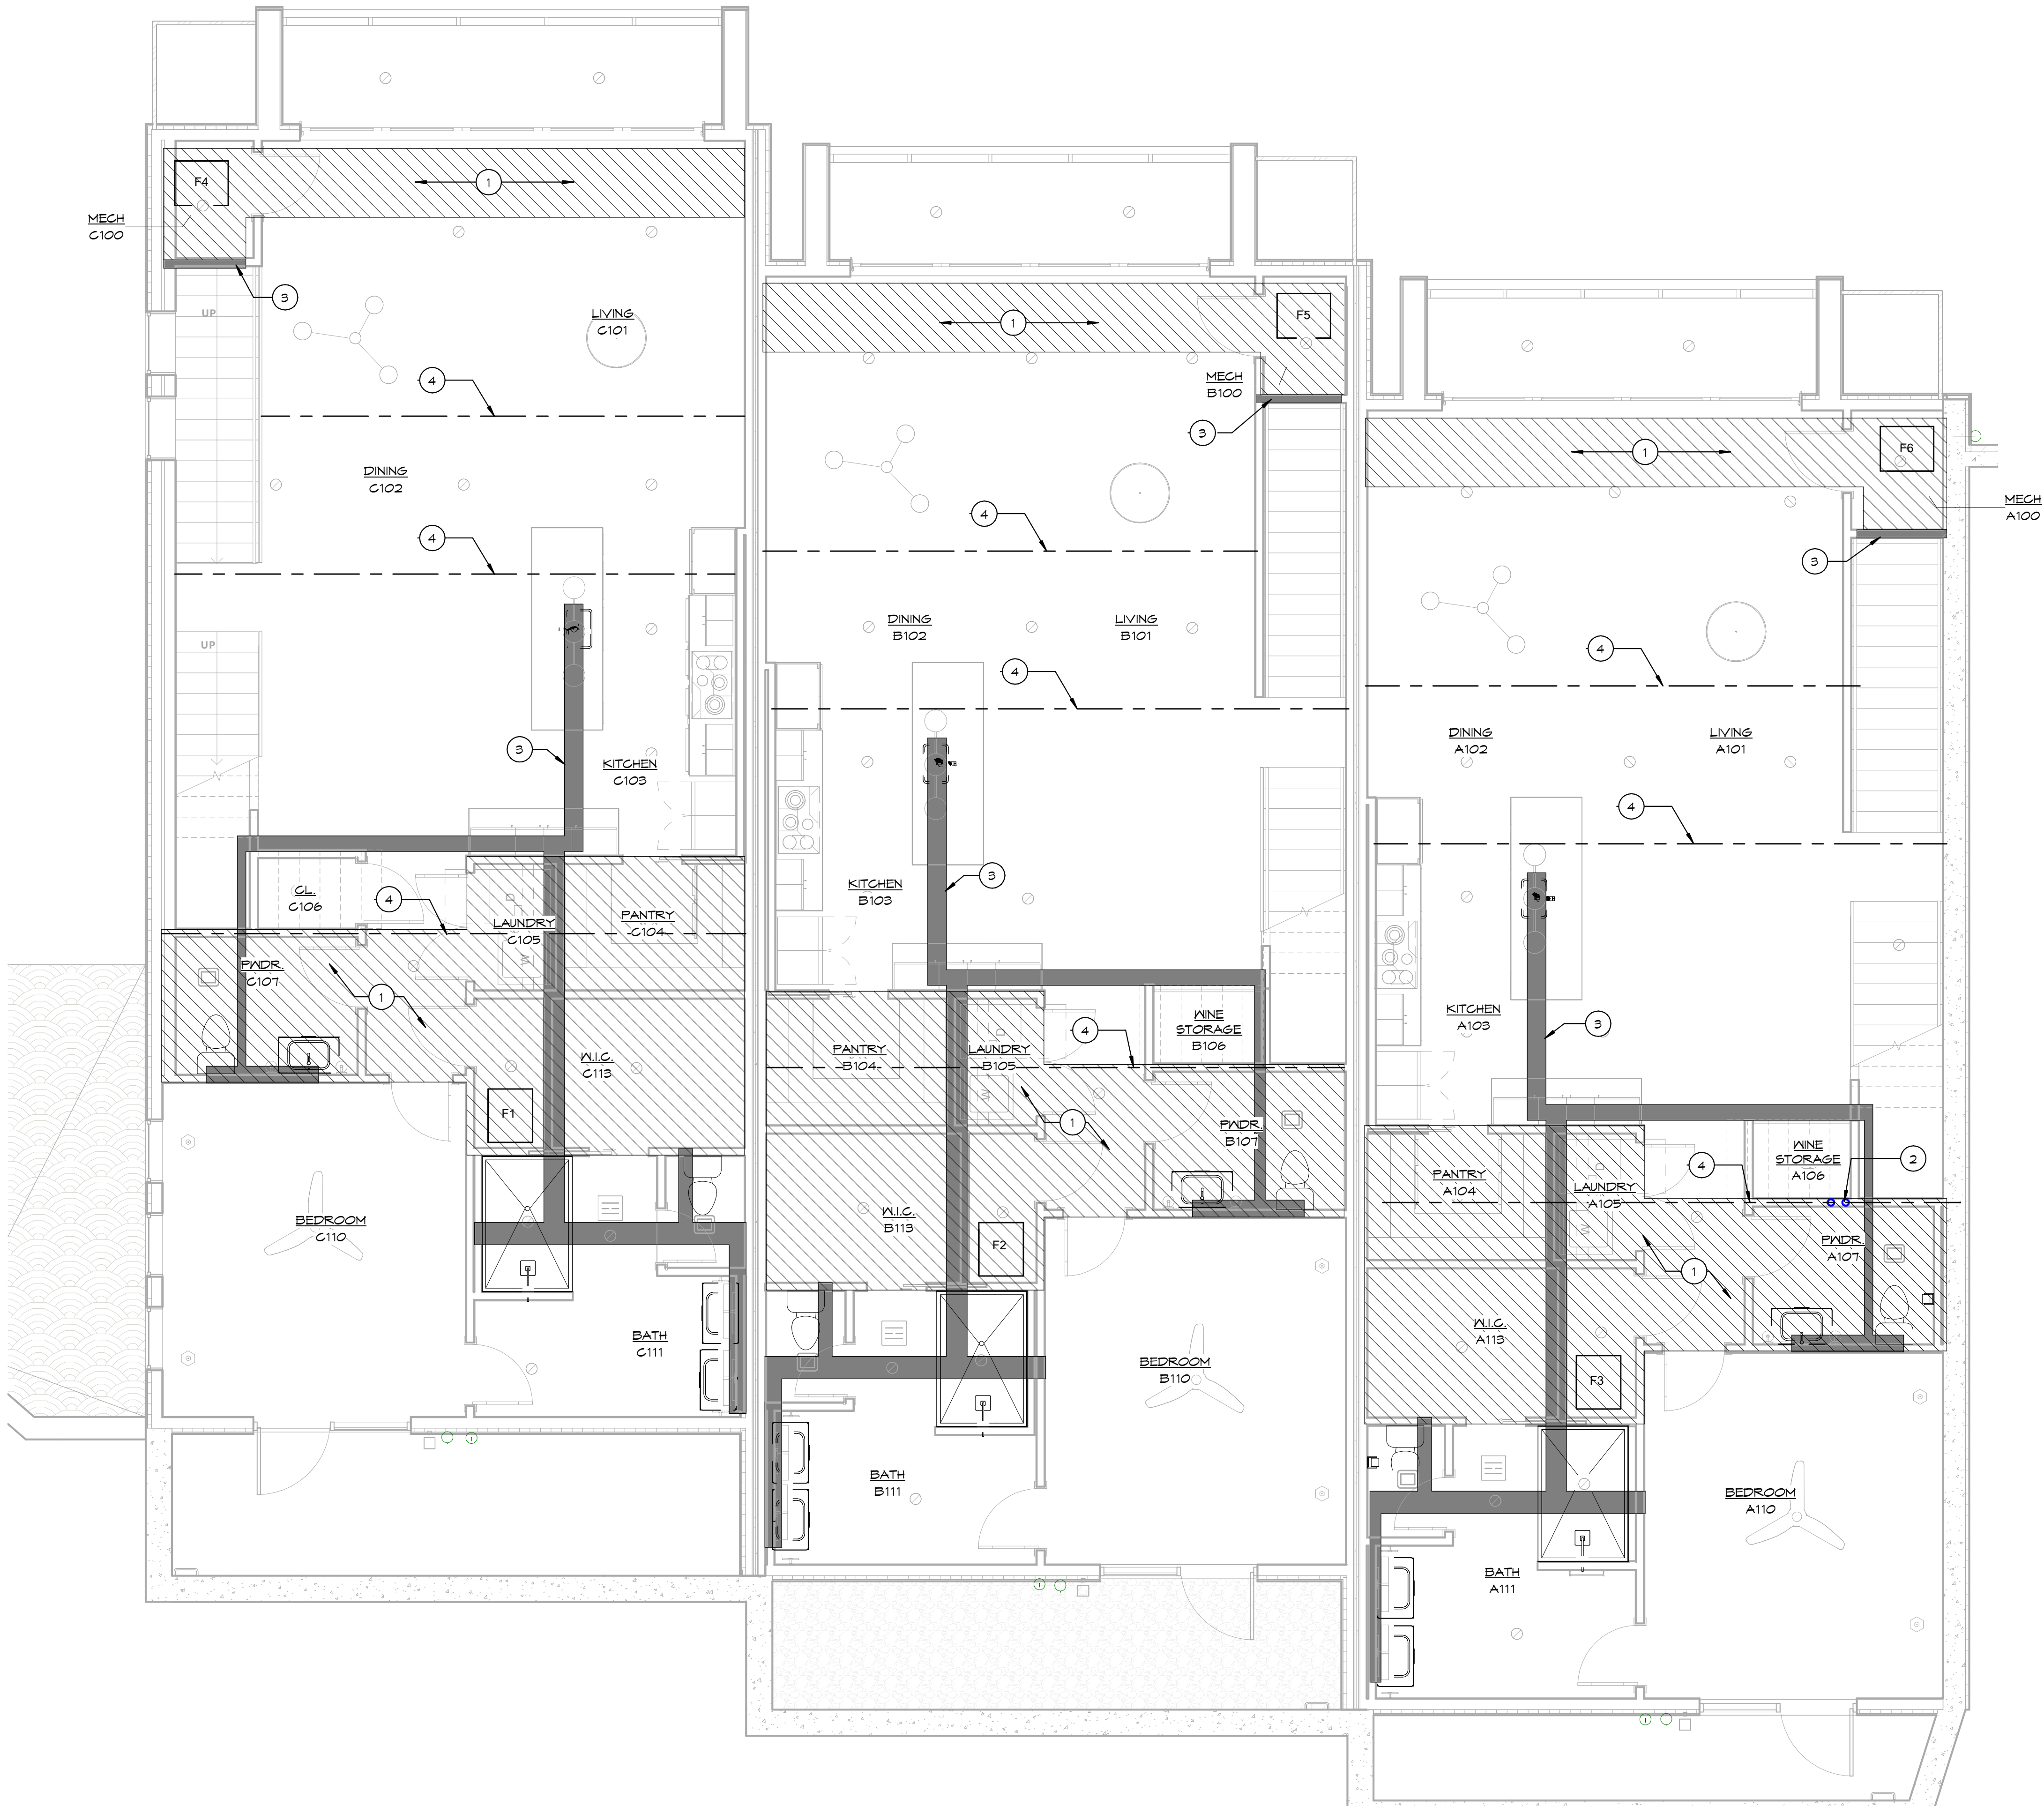 F4
1
MECH
C100
3
UP
LIVING
C101
4
DINING
C102
4
UP
3
KITCHEN
C103
CL.
C106
4
LAUNDRY
C105
PANTRY
C104
D
W
PWDR.
C107
1
W.I.C.
C113
F1
BEDROOM
C110
BATH
C111
1
F5
MECH
B100
3
4
4
DINING
B102
LIVING
B101
KITCHEN
B103
3
PANTRY
B104
LAUNDRY
B105
D
W
4
WINE
STORAGE
B106
1
PWDR.
B107
W.I.C.
B113
F2
BEDROOM
B110
BATH
B111
1
F6
MECH
A100
3
4
DINING
A102
LIVING
A101
4
KITCHEN
A103
3
PANTRY
A104
LAUNDRY
A105
D
W
4
WINE
STORAGE
A106
2
PWDR.
A107
1
W.I.C.
A113
F3
BEDROOM
A110
BATH
A111